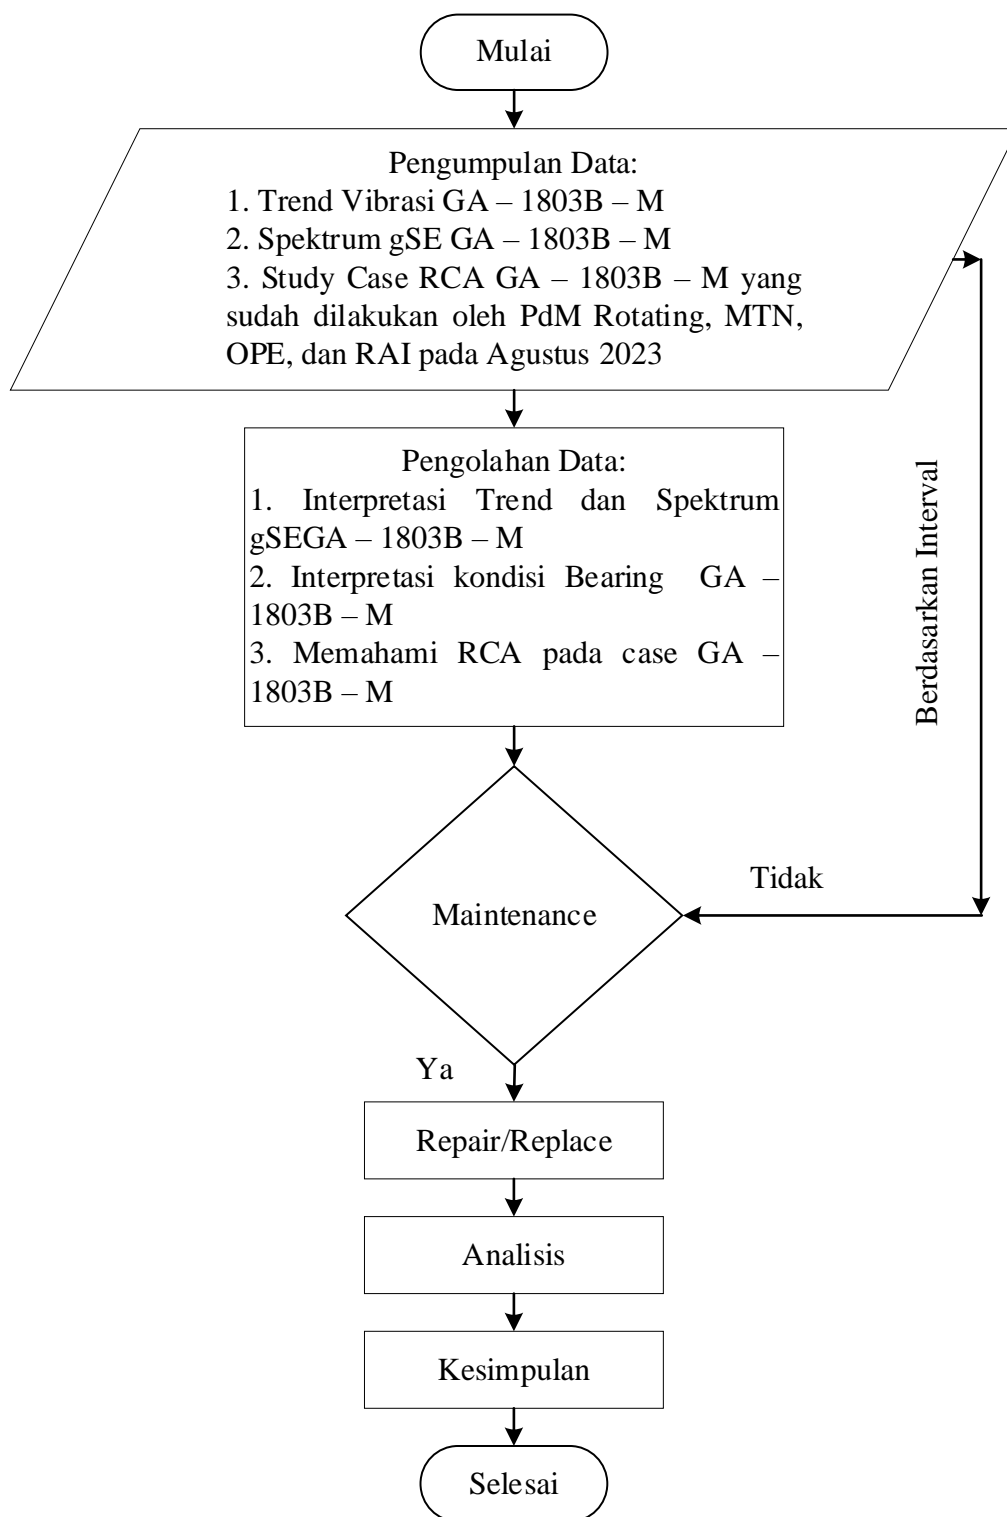 Mulai
Pengumpulan Data:
1. Trend Vibrasi GA – 1803B – M
2. Spektrum gSE GA – 1803B – M
3. Study Case RCA GA – 1803B – M yang
sudah dilakukan oleh PdM Rotating, MTN,
OPE, dan RAI pada Agustus 2023
Pengolahan Data:
1. Interpretasi Trend dan Spektrum
gSEGA – 1803B – M
2. Interpretasi kondisi Bearing GA –
1803B – M
3. Memahami RCA pada case GA –
1803B – M
Berdasarkan Interval
Tidak
Maintenance
Ya
Repair/Replace
Analisis
Kesimpulan
Selesai